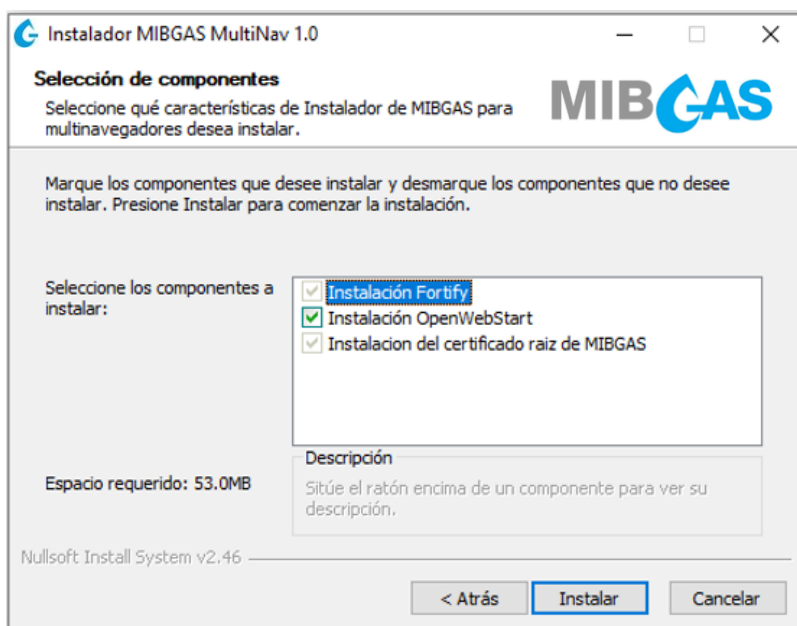 Instalador MIBGAS MultiNav 1.0
Selección de componentes
Seleccione qué características de Instalador de MIBGAS para
multinavegadores desea instalar.
MIBGAS
Marque los componentes que desee instalar y desmarque los componentes que no desee
instalar. Presione Instalar para comenzar la instalación.
Seleccione los componentes a
instalar:
Instalación Fortify
Instalación OpenWebStart
Instalacion del certificado raiz de MIBGAS
Espacio requerido: 53.0MB
Descripción
Sitúe el ratón encima de un componente para ver su
descripción.
Nullsoft Install System v2.46
< Atrás
Instalar
Cancelar